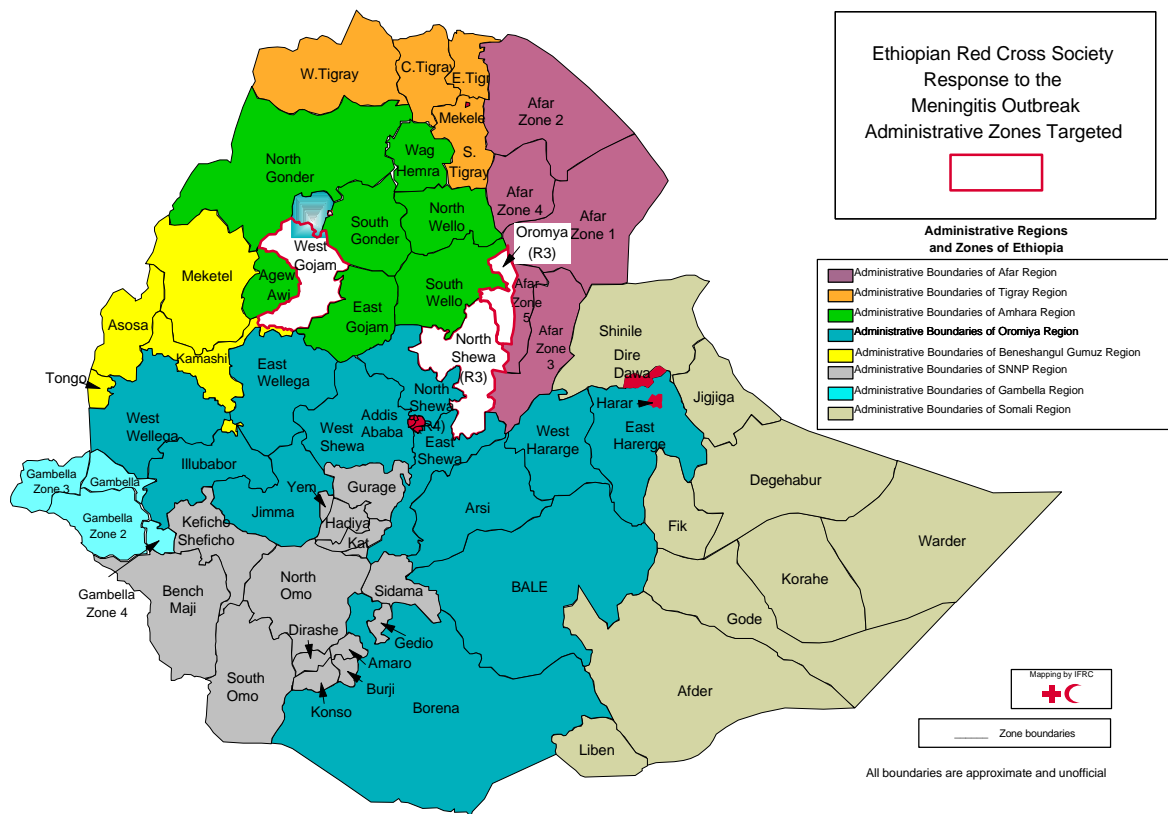 Ethiopian Red Cross Society
Response to the
Meningitis Outbreak
Administrative Zones Targeted
Administrative Regions
and Zones of Ethiopia
Administrative Boundaries of Afar Region
Administrative Boundaries of Tigray Region
Administrative Boundaries of Amhara Region
Administrative Boundaries of Oromiya Region
Administrative Boundaries of Beneshangul Gumuz Region
Administrative Boundaries of SNNP Region
Administrative Boundaries of Gambella Region
Administrative Boundaries of Somali Region
W.Tigray
C.Tigray
E.Tigr
Mekele
S.
Tigray
Afar
Zone 2
Wag
Hemra
North
Gonder
Afar
Zone 4
Afar
Zone 1
North
Wello
South
Gonder
Oromya
(R3)
West
Gojam
Meketel
Agew
Awi
South
Wello
Afar
Zone
5
East
Gojam
Asosa
Shinile
Afar
Zone
3
North
Shewa
(R3)
Kamashi
East
Wellega
Dire
Dawa
Tongo
North
Shewa
(R4)
Harar
Jigjiga
West
Wellega
Addis
Ababa
West
Shewa
East
Shewa
West
Hararge
East
Harerge
Illubabor
Gambella
Zone 3
Gambella
Yem
Gurage
Degehabur
Jimma
Arsi
Gambella
Zone 2
Keficho
Sheficho
Hadiya
Kat
Fik
Warder
Gambella
Zone 4
Bench
Maji
North
Omo
Sidama
BALE
Korahe
Gode
Dirashe
Gedio
Amaro
South
Omo
Burji
Konso
Borena
Afder
Liben
Mapping by IFRC
Zone boundaries
All boundaries are approximate and unofficial